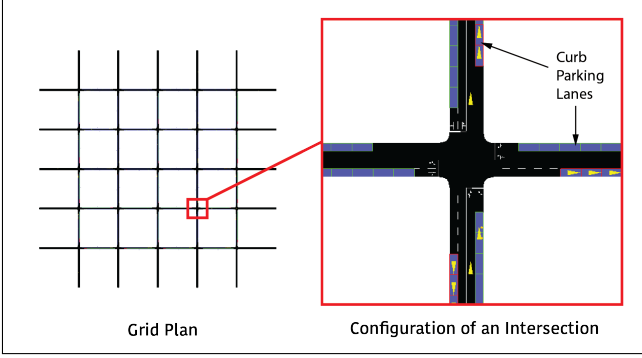 Curb
Parking
Lanes
Grid Plan
Configuration of an Intersection